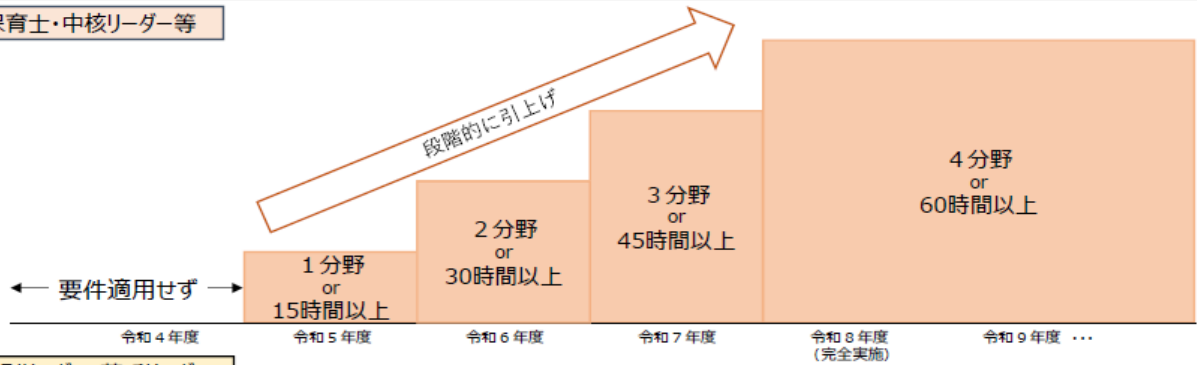 保育士・中核リーダー等
段階的に引上げ
4分野
or
60時間以上
3分野
or
45時間以上
2分野
or
30時間以上
1分野
or
15時間以上
← 要件適用せず →
令和4年度
令和5年度
令和6年度
令和7年度
令和8年度
(完全実施)
令和9年度 ・・・